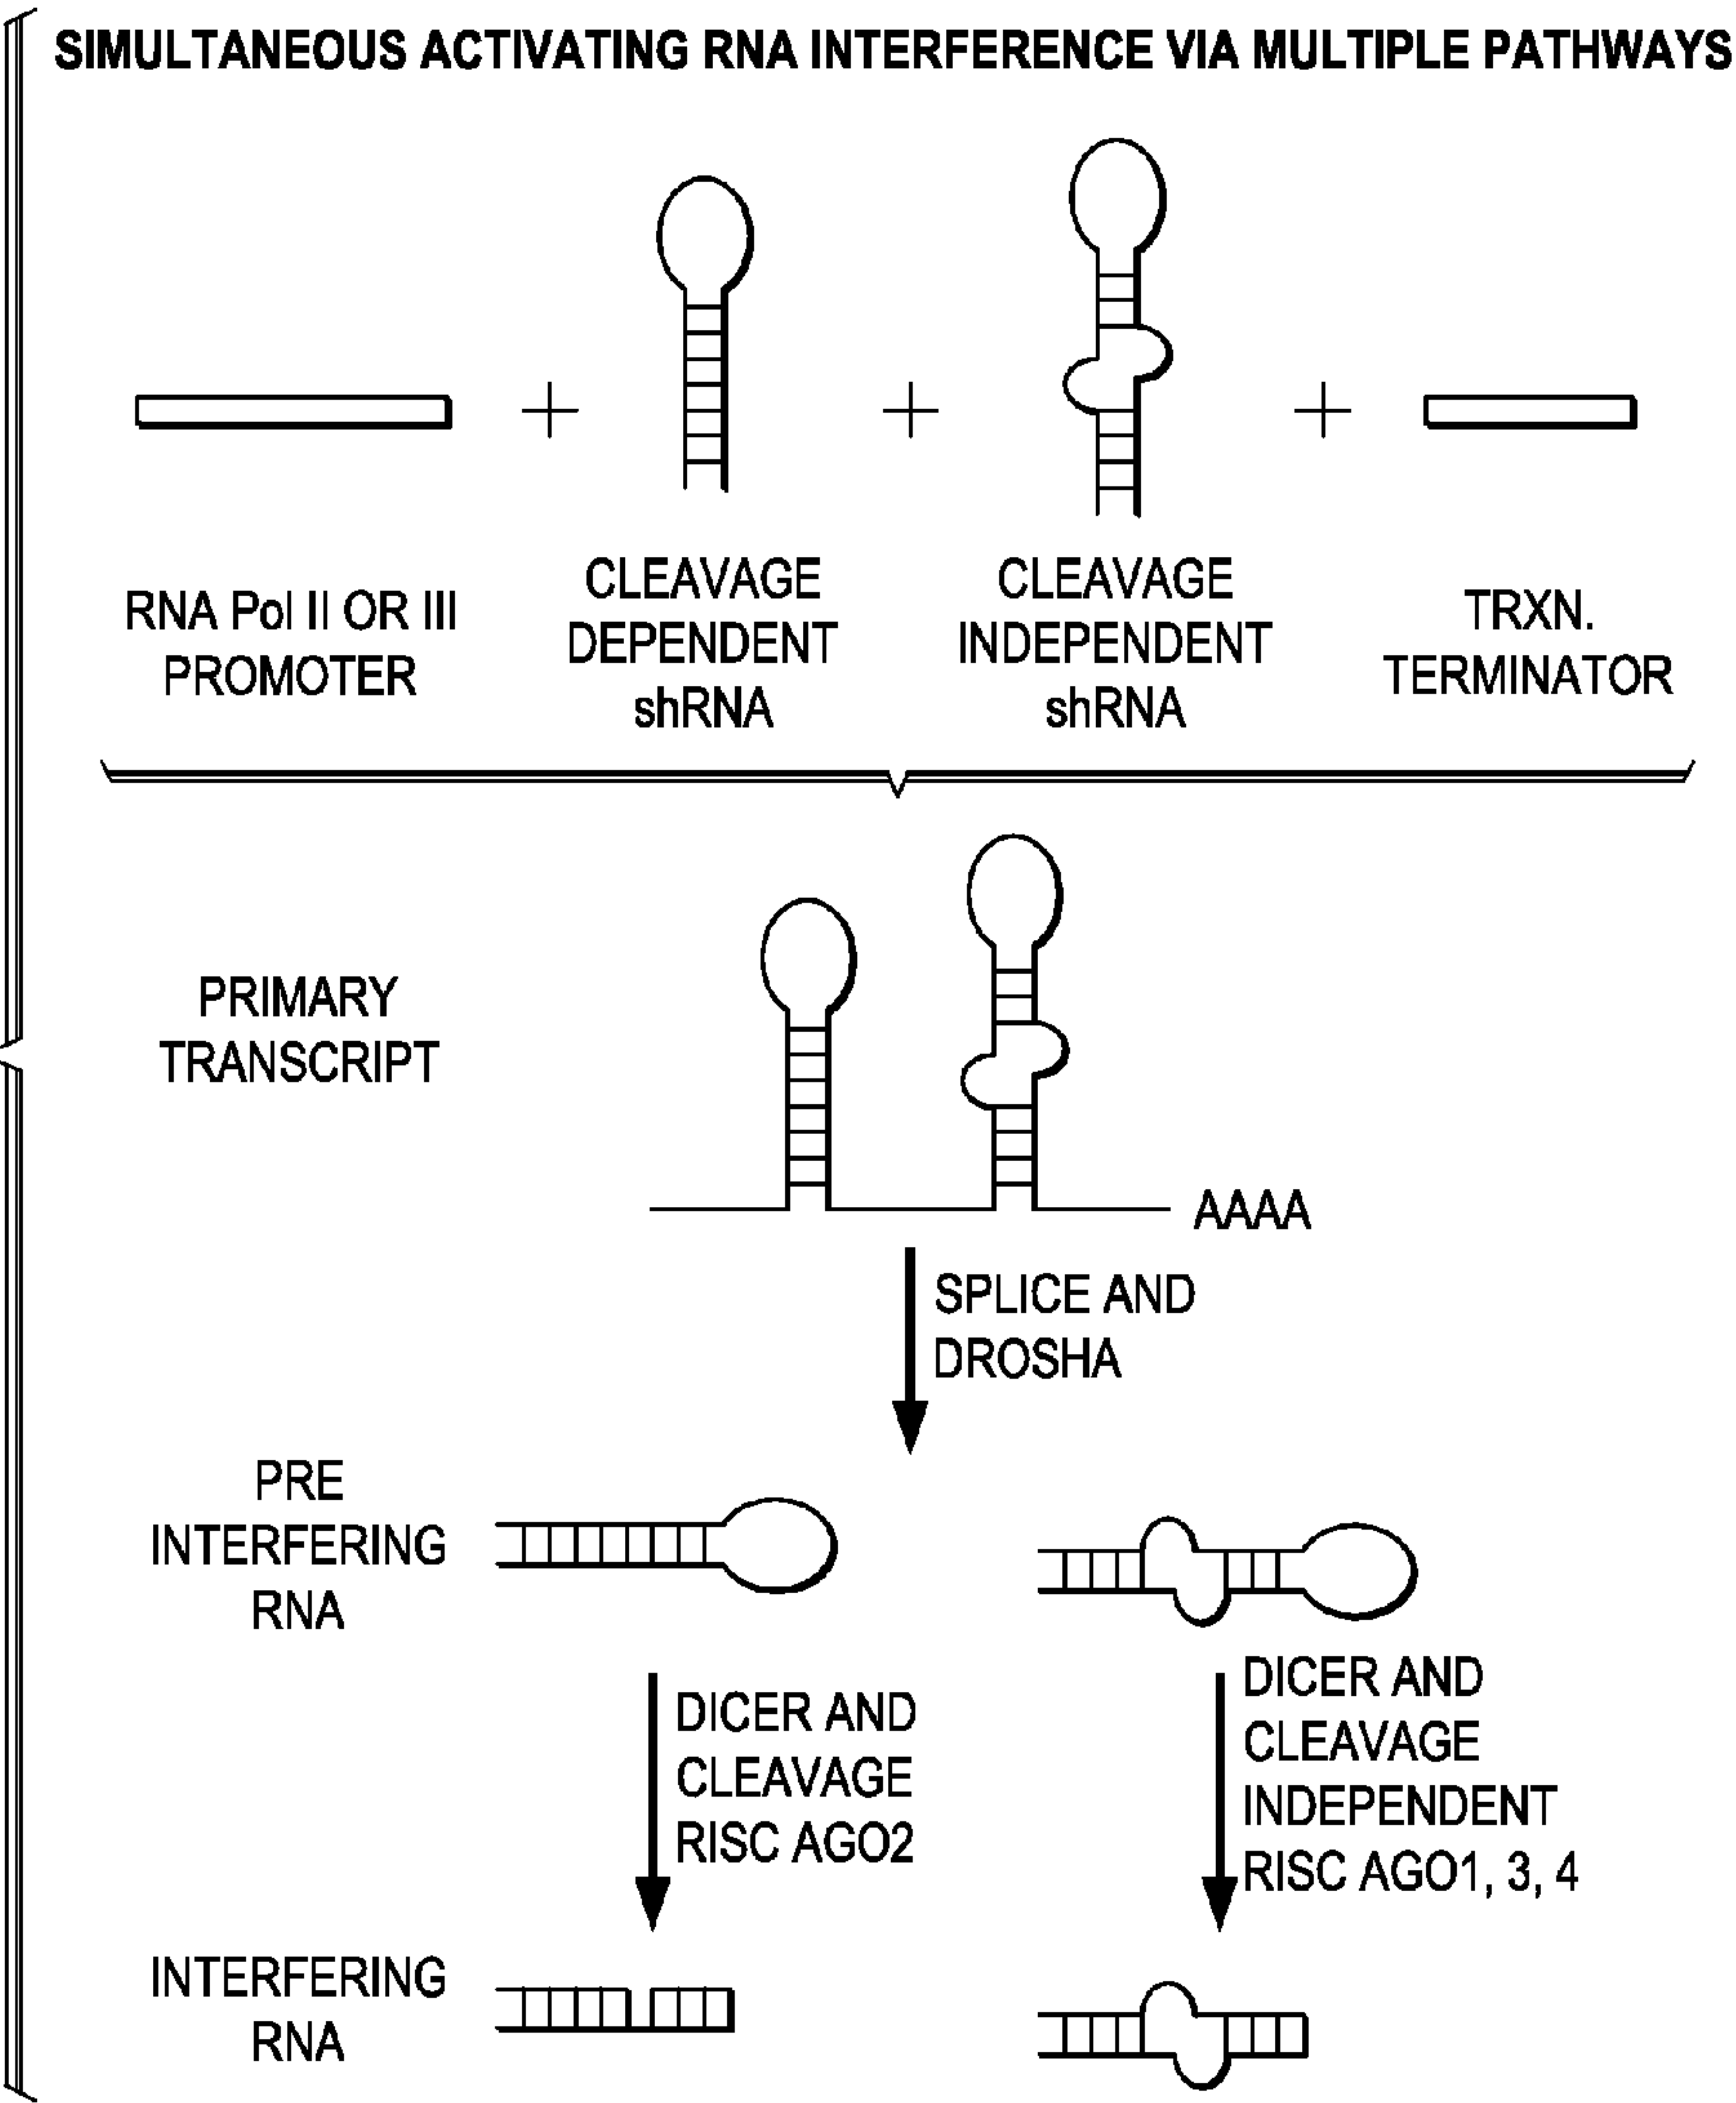 SIMULTANEOUS ACTIVATING RNA INTERFERENCE VIA MULTIPLE PATHWAYS
RNA Pol II OR III
PROMOTER
CLEAVAGE
DEPENDENT
shRNA
CLEAVAGE
INDEPENDENT
shRNA
TRXN.
TERMINATOR
PRIMARY
TRANSCRIPT
AAAA
SPLICE AND
DROSHA
PRE
INTERFERING
RNA
DICER AND
CLEAVAGE
RISC AGO2
DICER AND
CLEAVAGE
INDEPENDENT
RISC AGO1, 3, 4
INTERFERING
RNA